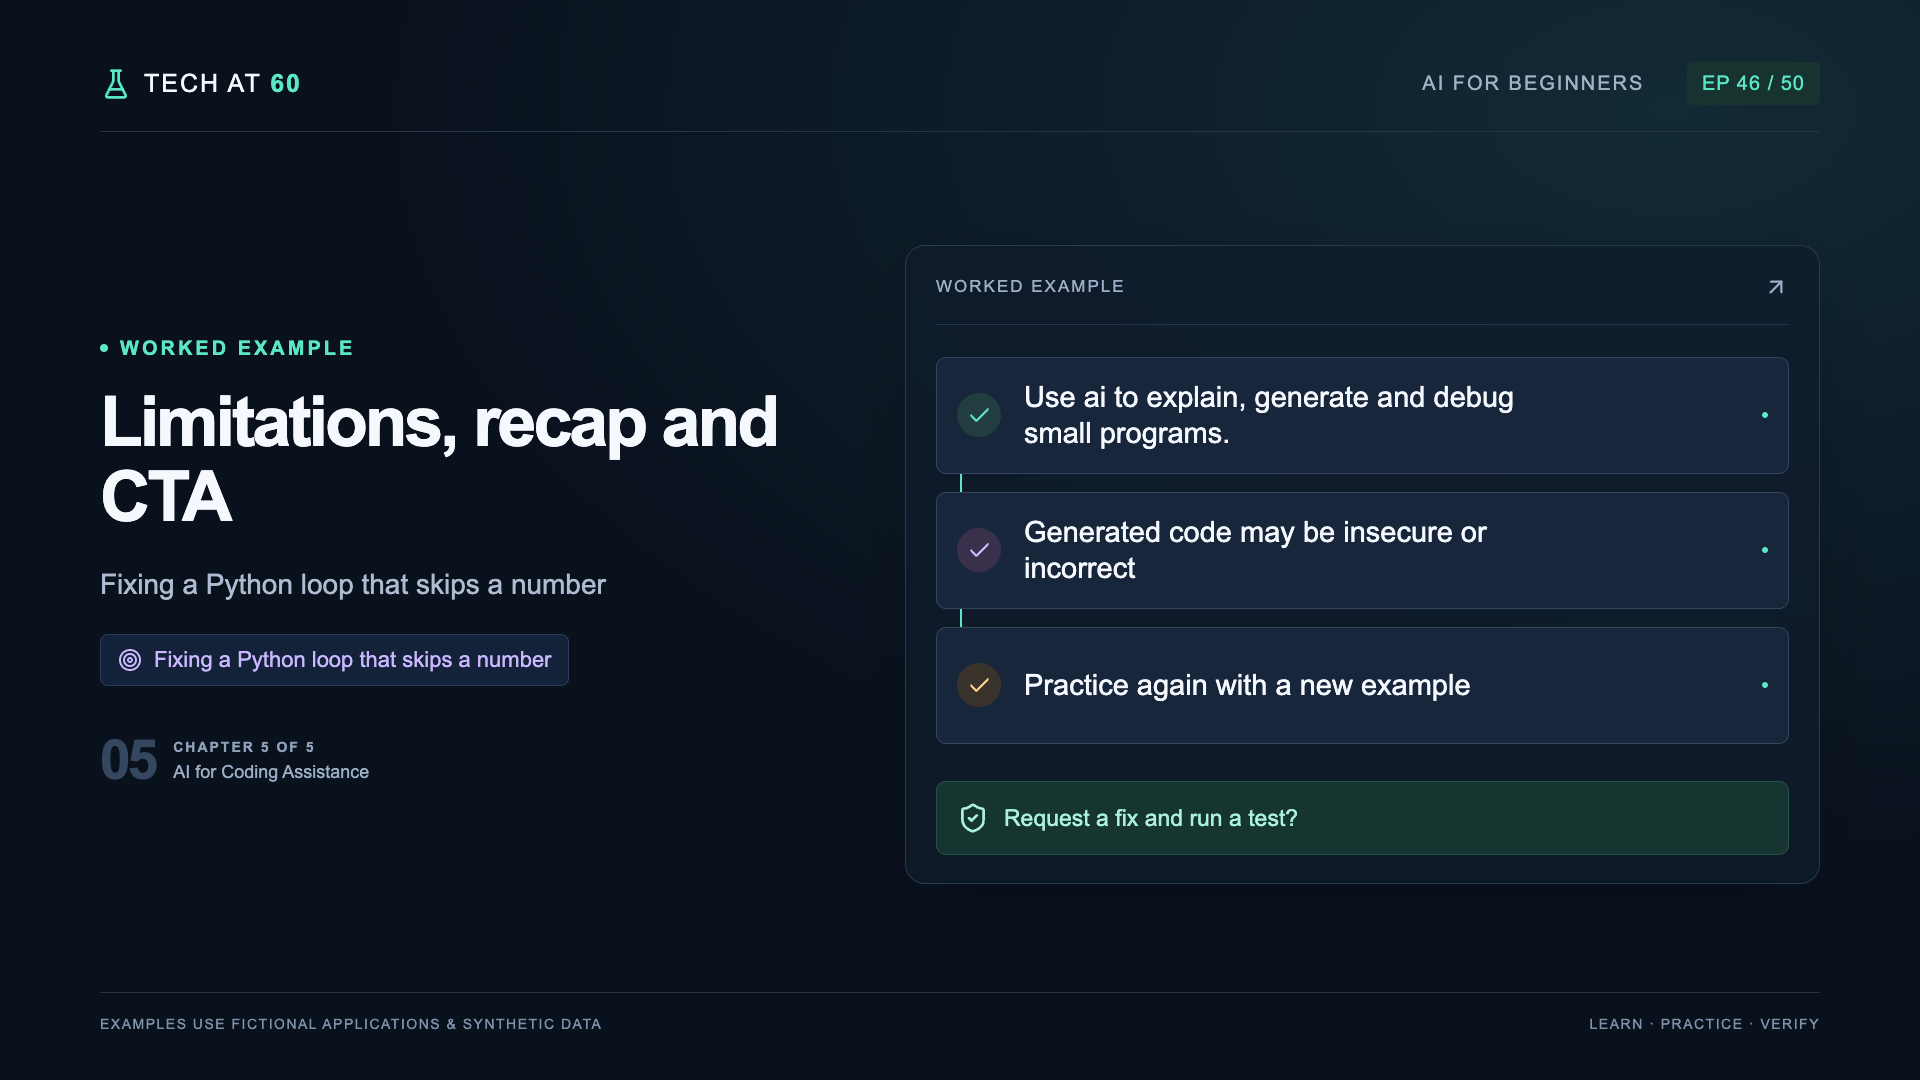 TECH AT 60
AI FOR BEGINNERS
EP 46 / 50
WORKED EXAMPLE
Limitations, recap and
CTA
Fixing a Python loop that skips a number
Fixing a Python loop that skips a number
05
CHAPTER 5 OF 5
AI for Coding Assistance
WORKED EXAMPLE
Use ai to explain, generate and debug
small programs.
Generated code may be insecure or
incorrect
Practice again with a new example
Request a fix and run a test?
EXAMPLES USE FICTIONAL APPLICATIONS & SYNTHETIC DATA
LEARN · PRACTICE · VERIFY